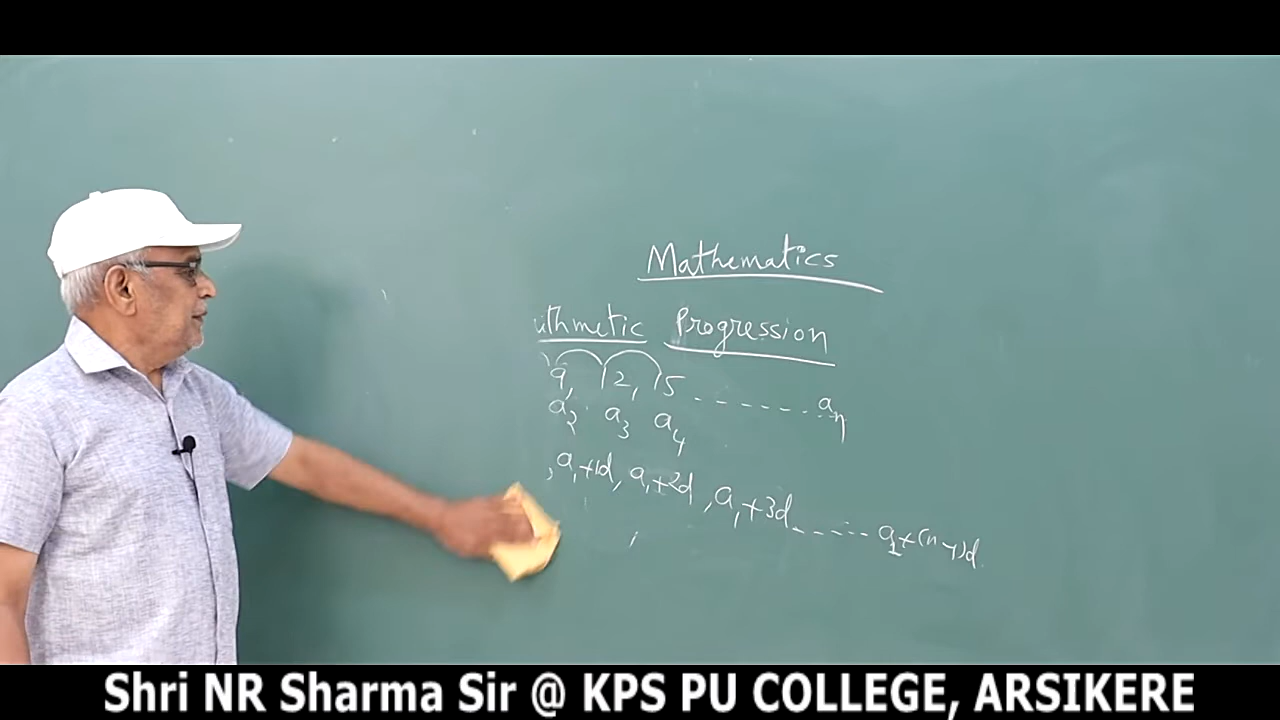 Mathematics
ithmetic Progression
9, 12, 15 ------- aₙ
a₂ a₃ a₄
, a₁+1d, a₁+2d, a₁+3d ------ a₁+(n-1)d
Shri NR Sharma Sir @ KPS PU COLLEGE, ARSIKERE